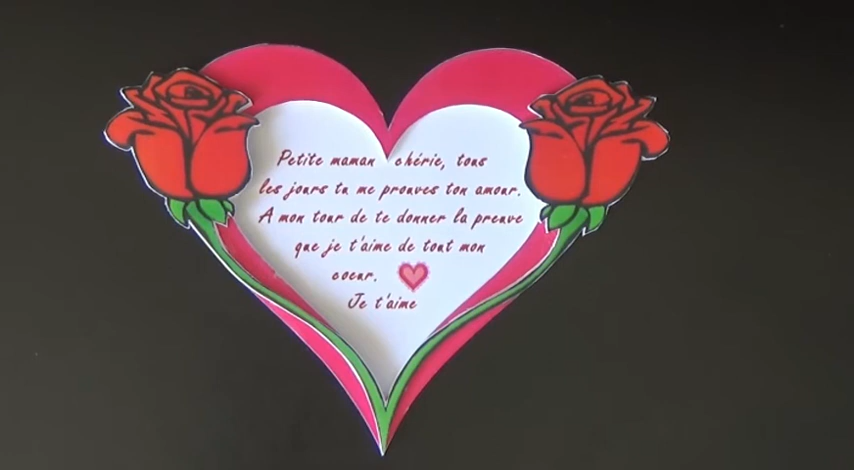 Petite maman chérie, tous
les jours tu me prouves ton amour.
A mon tour de te donner la preuve
que je t'aime de tout mon
coeur.
Je t'aime